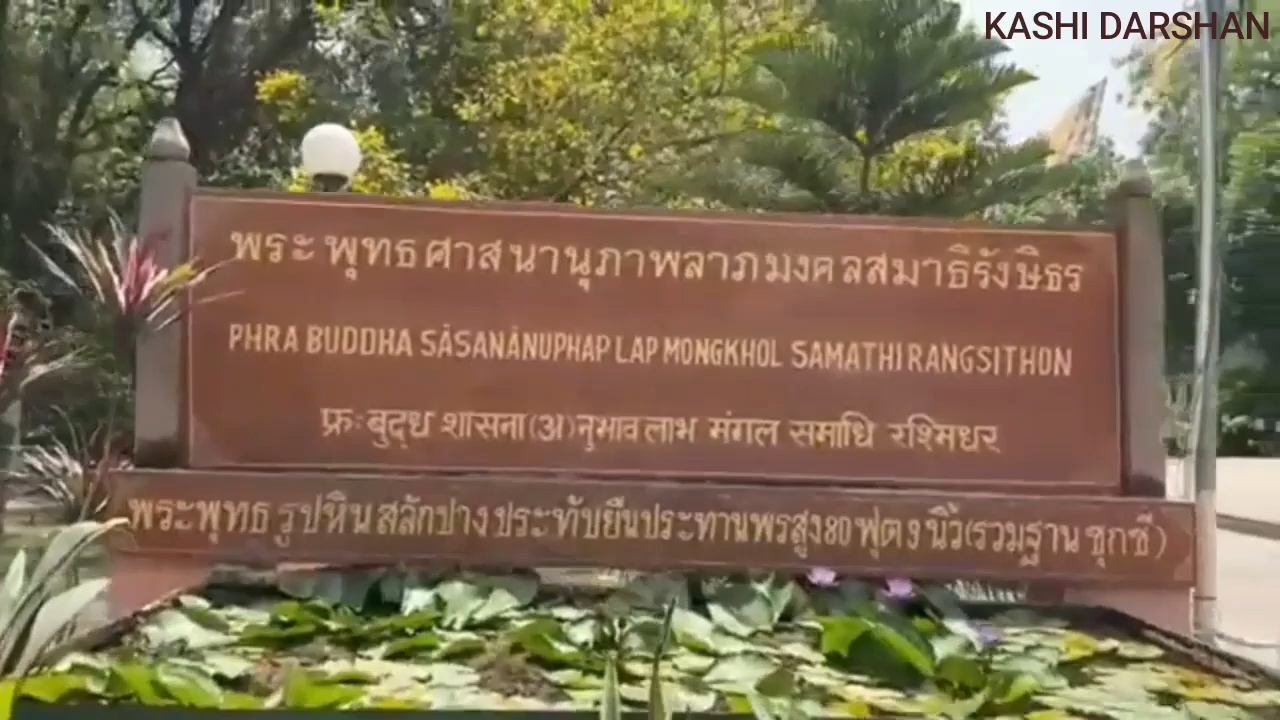 KASHI DARSHAN
พระพุทธศาสนานุภาพลาภมงคลสมาธิรังษิธร
PHRA BUDDHA SĀSANĀNUPHAP LAP MONGKHOL SAMATHI RANGSITHON
फ्रः बुद्ध शासना(अ)नुभाव लाभ मंगल समाधि रश्मिधर
พระพุทธรูปหินสลักปางประทับยืนประทานพรสูง80ฟุต๖นิ้ว(รวมฐานชุกชี)